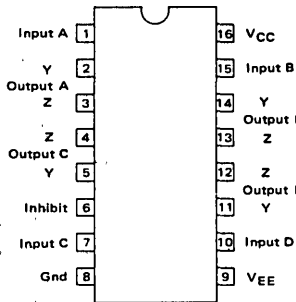 Input A 1 16 VCC
Y 2 15 Input B
Output A
Z 3 14 Y
Output
Z 4 13 Z
Output C
Y 5 12 Z
Output
Inhibit 6 11 Y
Input C 7 10 Input D
Gnd 8 9 VEE